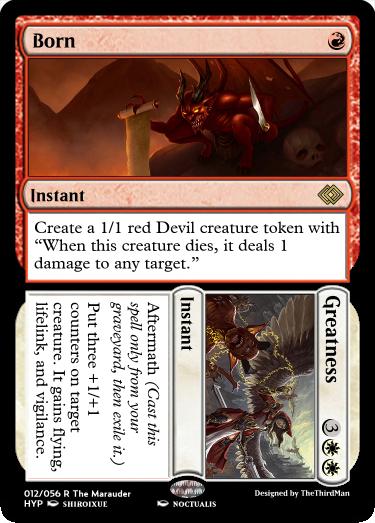 Born
Instant
Create a 1/1 red Devil creature token with
“When this creature dies, it deals 1
damage to any target.”
Greatness 3
Instant
Aftermath (Cast this
spell only from your
graveyard, then exile it.)
Put three +1/+1
counters on target
creature. It gains flying,
lifelink, and vigilance.
012/056 R The Marauder
HYP SHIROIXUE NOCTUALIS
Designed by TheThirdMan